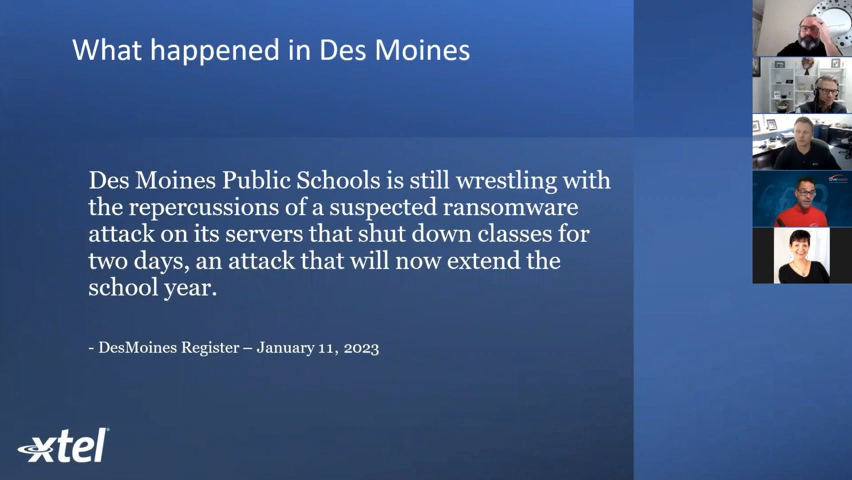 What happened in Des Moines
Des Moines Public Schools is still wrestling with
the repercussions of a suspected ransomware
attack on its servers that shut down classes for
two days, an attack that will now extend the
school year.
- DesMoines Register – January 11, 2023
xtel